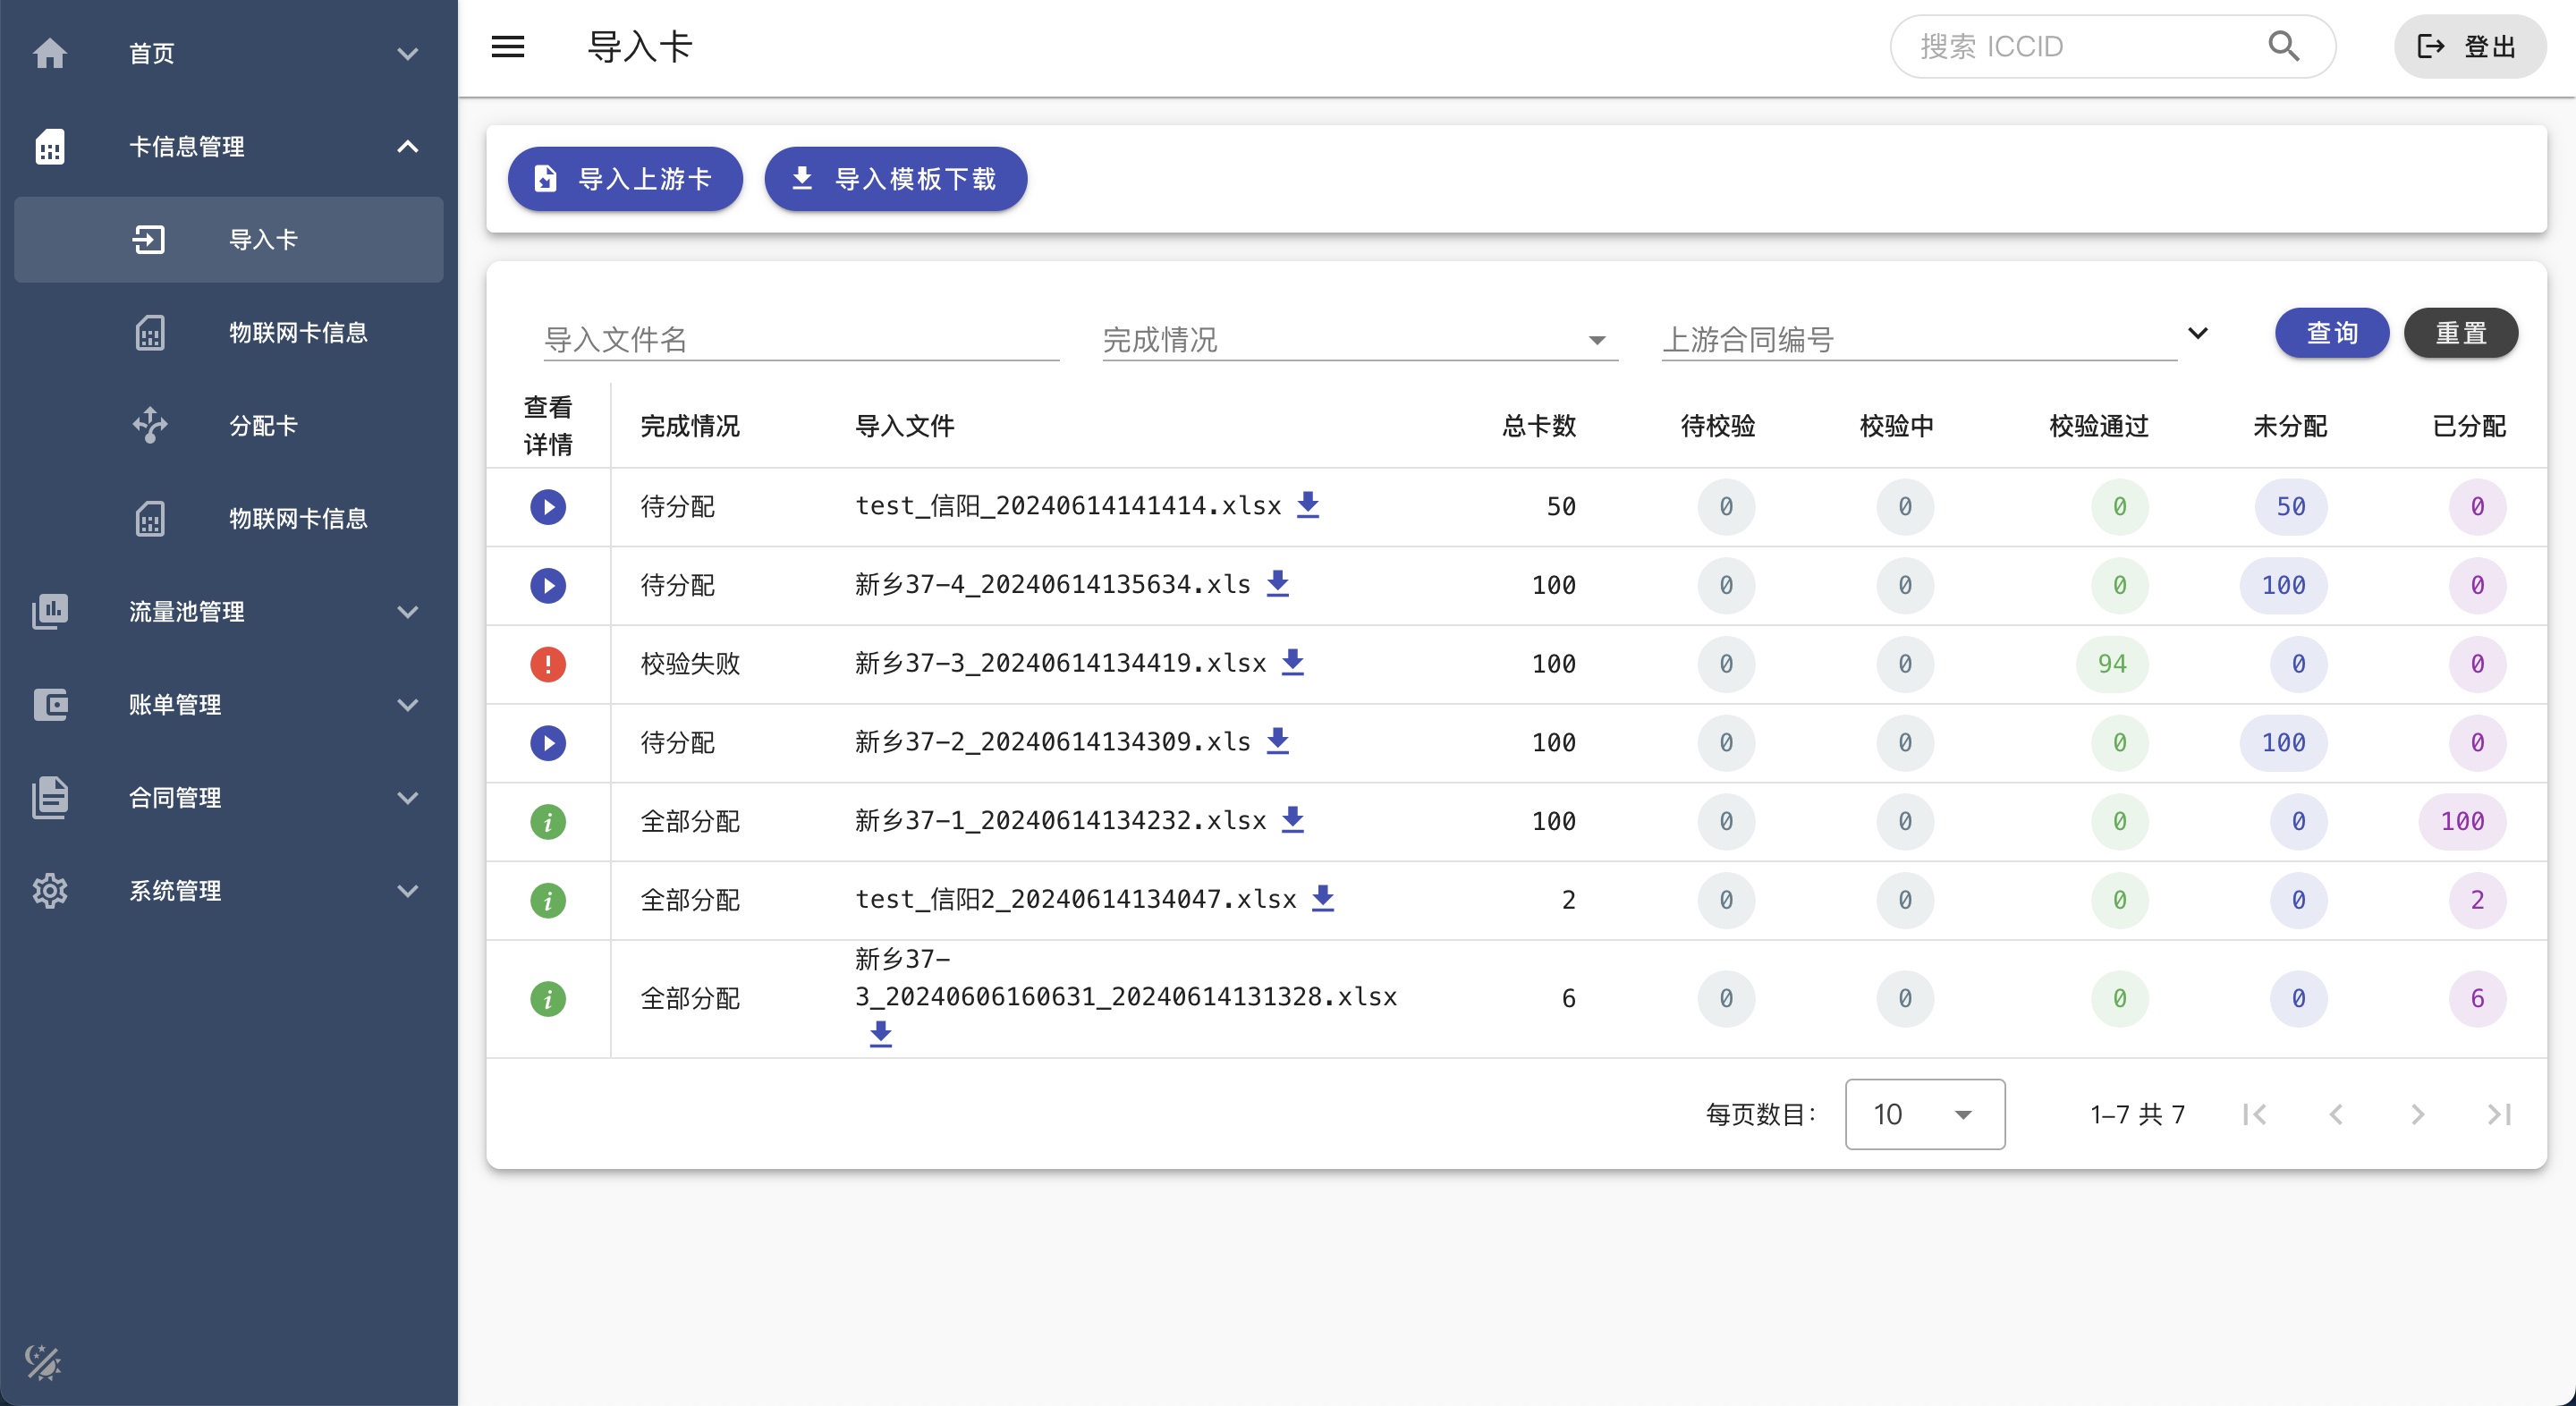 首页
卡信息管理
导入卡
物联网卡信息
分配卡
物联网卡信息
流量池管理
账单管理
合同管理
系统管理
导入卡
搜索 ICCID
登出
导入上游卡
导入模板下载
导入文件名
完成情况
上游合同编号
查询
重置
查看
详情
完成情况
导入文件
总卡数
待校验
校验中
校验通过
未分配
已分配
待分配 test_信阳_20240614141414.xlsx 50 0 0 0 50 0
待分配 新乡37-4_20240614135634.xls 100 0 0 0 100 0
校验失败 新乡37-3_20240614134419.xlsx 100 0 0 94 0 0
待分配 新乡37-2_20240614134309.xls 100 0 0 0 100 0
全部分配 新乡37-1_20240614134232.xlsx 100 0 0 0 0 100
全部分配 test_信阳2_20240614134047.xlsx 2 0 0 0 0 2
新乡37-
全部分配 3_20240606160631_20240614131328.xlsx 6 0 0 0 0 6
每页数目: 10 1–7 共 7